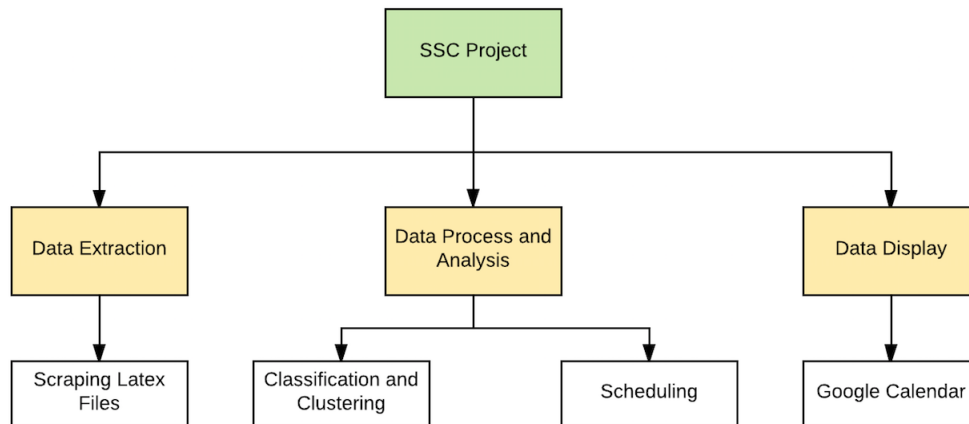 SSC Project
Data Extraction
Data Process and
Analysis
Data Display
Scraping Latex
Files
Classification and
Clustering
Scheduling
Google Calendar